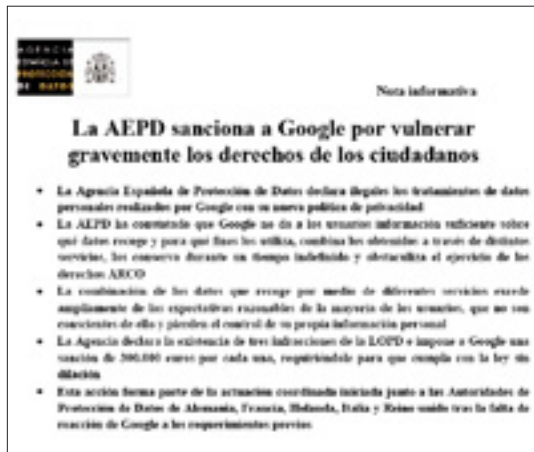 AGENCIA
ESPAÑOLA DE
PROTECCIÓN
DE DATOS
Nota informativa
La AEPD sanciona a Google por vulnerar
gravemente los derechos de los ciudadanos
• La Agencia Española de Protección de Datos declara ilegales los tratamientos de datos
personales realizados por Google con su nueva política de privacidad
• La AEPD ha constatado que Google no da a los usuarios información suficiente sobre
qué datos recoge y para qué fines los utiliza, combina los obtenidos a través de distintos
servicios, los conserva durante un tiempo indefinido y obstaculiza el ejercicio de los
derechos ARCO
• La combinación de los datos que recoge por medio de diferentes servicios excede
ampliamente de las expectativas razonables de la mayoría de los usuarios, que no son
conscientes de ello y pierden el control de su propia información personal
• La Agencia declara la existencia de tres infracciones de la LOPD e impone a Google una
sanción de 300.000 euros por cada una, requiriéndole para que cumpla con la ley sin
dilación
• Esta acción forma parte de la actuación coordinada iniciada junto a las Autoridades de
Protección de Datos de Alemania, Francia, Holanda, Italia y Reino unido tras la falta de
reacción de Google a los requerimientos previos